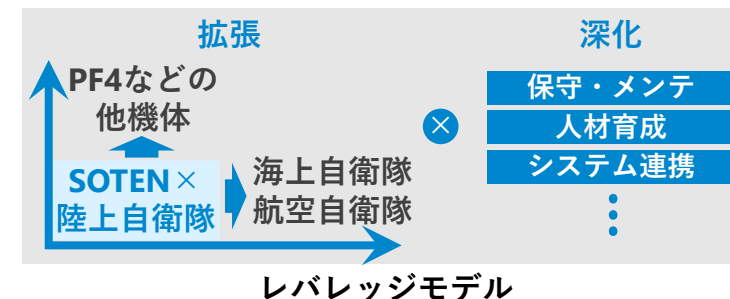 拡張
深化
PF4などの
他機体
SOTEN×
陸上自衛隊
海上自衛隊
航空自衛隊
×
保守・メンテ
人材育成
システム連携
レバレッジモデル